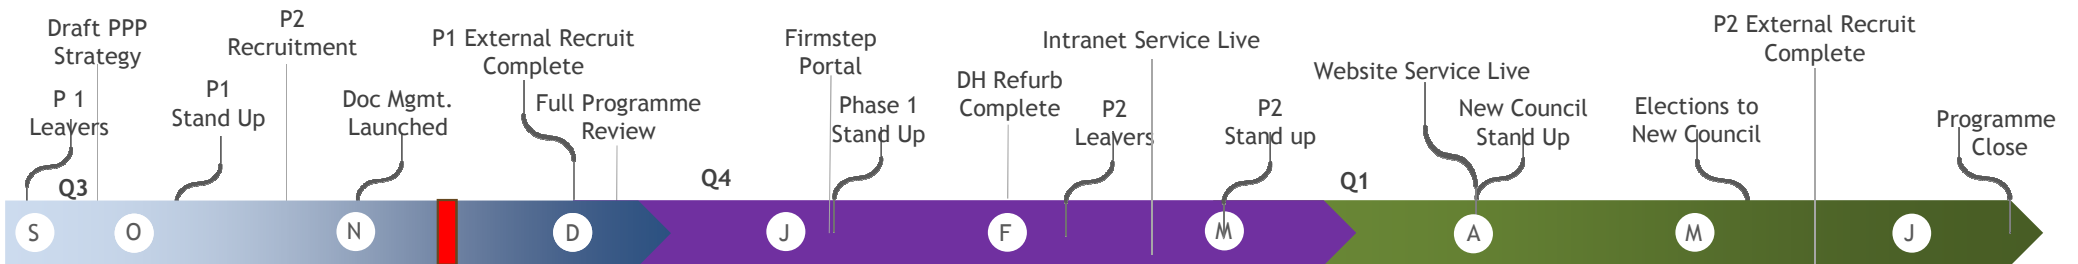 Draft PPP
Strategy
P 1
Leavers
P1
Stand Up
P2
Recruitment
Doc Mgmt.
Launched
P1 External Recruit
Complete
Full Programme
Review
Firmstep
Portal
Phase 1
Stand Up
DH Refurb
Complete
Intranet Service Live
P2
Leavers
P2
Stand up
Website Service Live
New Council
Stand Up
Elections to
New Council
P2 External Recruit
Complete
Programme
Close
Q3
Q4
Q1
S
O
N
D
J
F
M
A
M
J